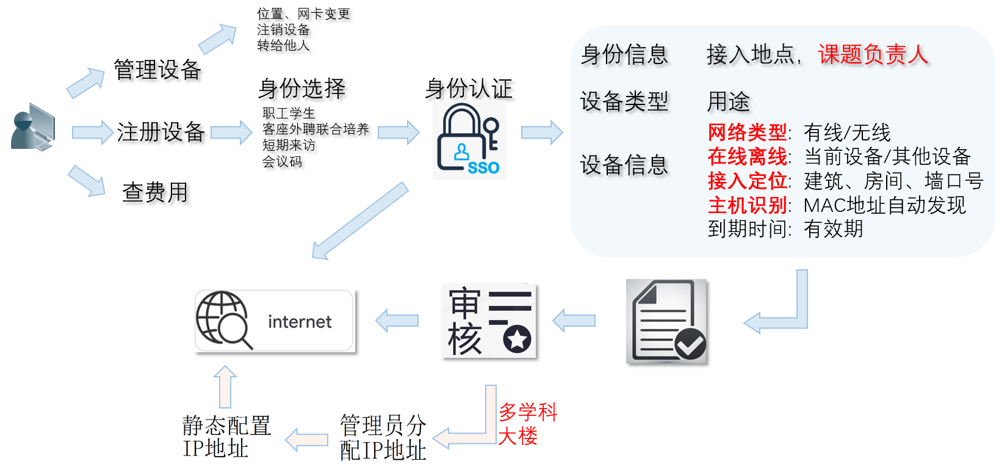 位置、网卡变更
注销设备
转给他人
管理设备
注册设备
查费用
身份选择
职工学生
客座外聘联合培养
短期来访
会议码
身份认证
SSO
身份信息 接入地点，课题负责人
设备类型 用途
设备信息
网络类型: 有线/无线
在线离线: 当前设备/其他设备
接入定位: 建筑、房间、墙口号
主机识别: MAC地址自动发现
到期时间: 有效期
审
核
internet
多学科
大楼
管理员分
配IP地址
静态配置
IP地址